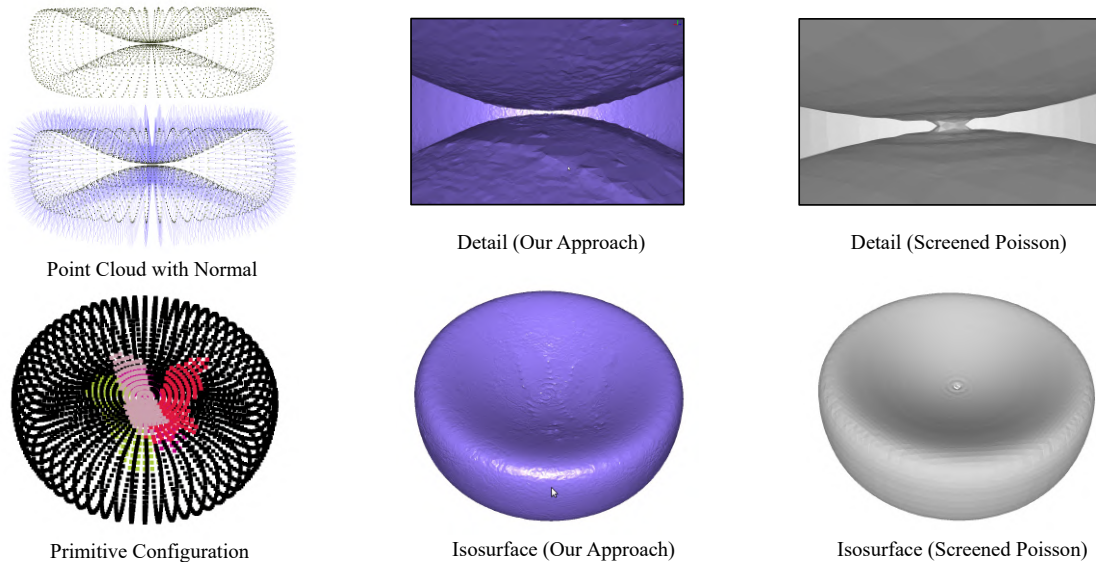 Detail (Our Approach)
Detail (Screened Poisson)
Point Cloud with Normal
Primitive Configuration
Isosurface (Our Approach)
Isosurface (Screened Poisson)